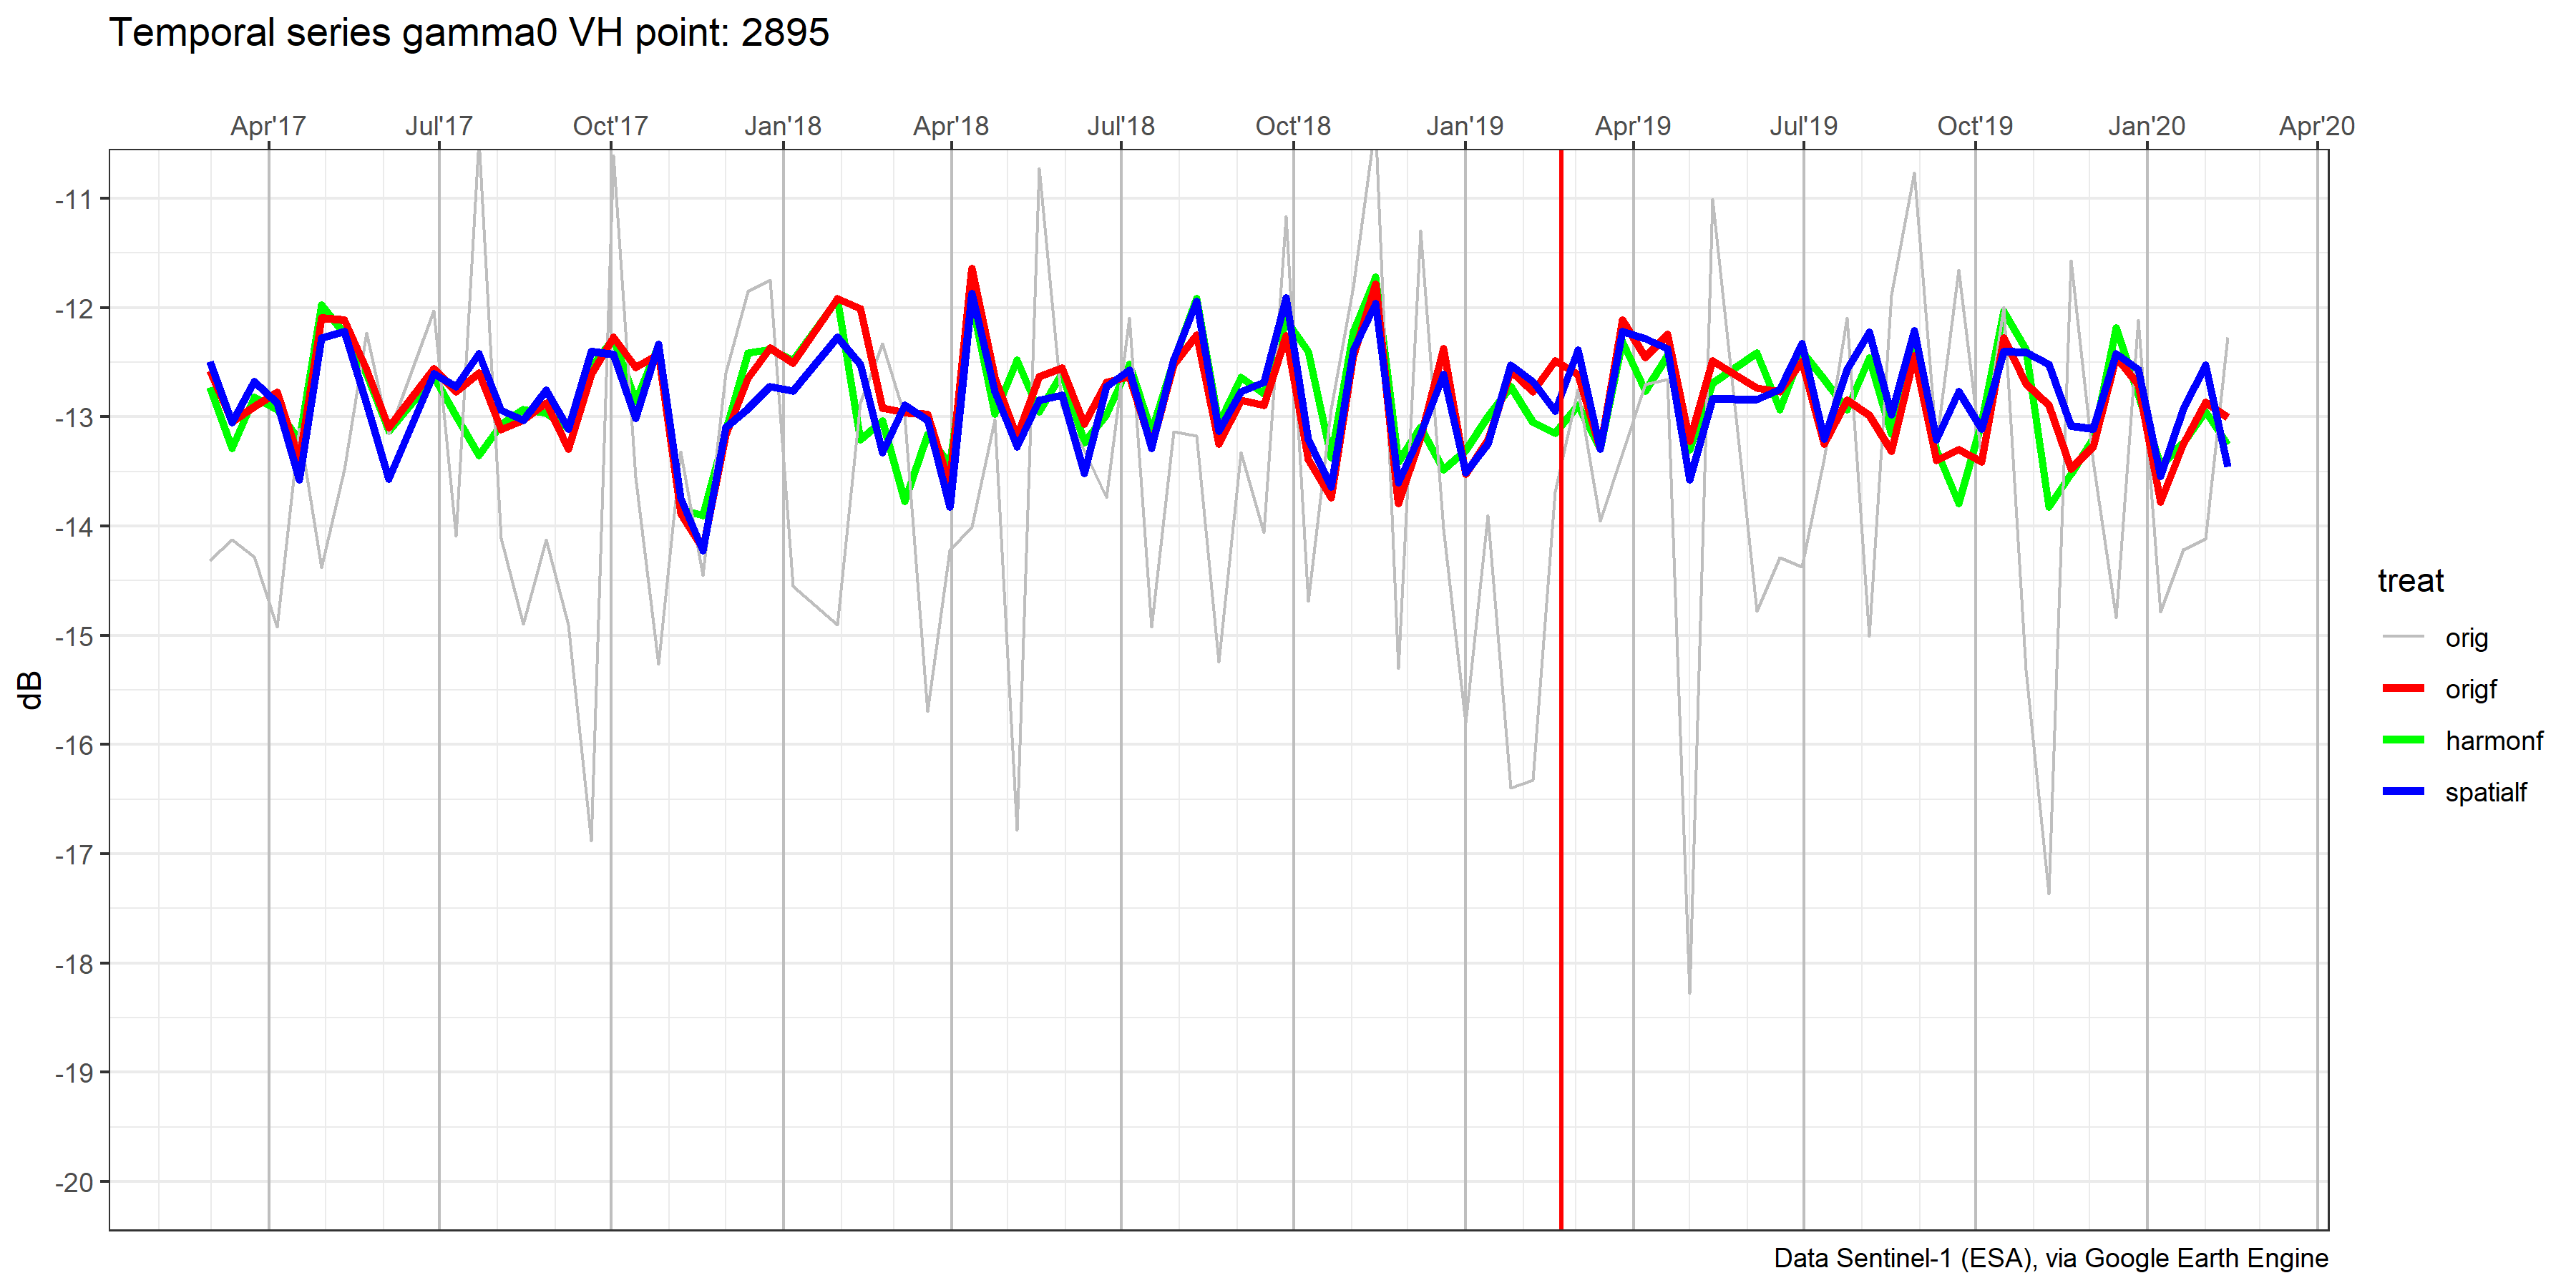 Temporal series gamma0 VH point: 2895
Apr'17 Jul'17 Oct'17 Jan'18 Apr'18 Jul'18 Oct'18 Jan'19 Apr'19 Jul'19 Oct'19 Jan'20 Apr'20
-11
-12
-13
-14
-15
-16
-17
-18
-19
-20
dB
treat
orig
origf
harmonf
spatialf
Data Sentinel-1 (ESA), via Google Earth Engine